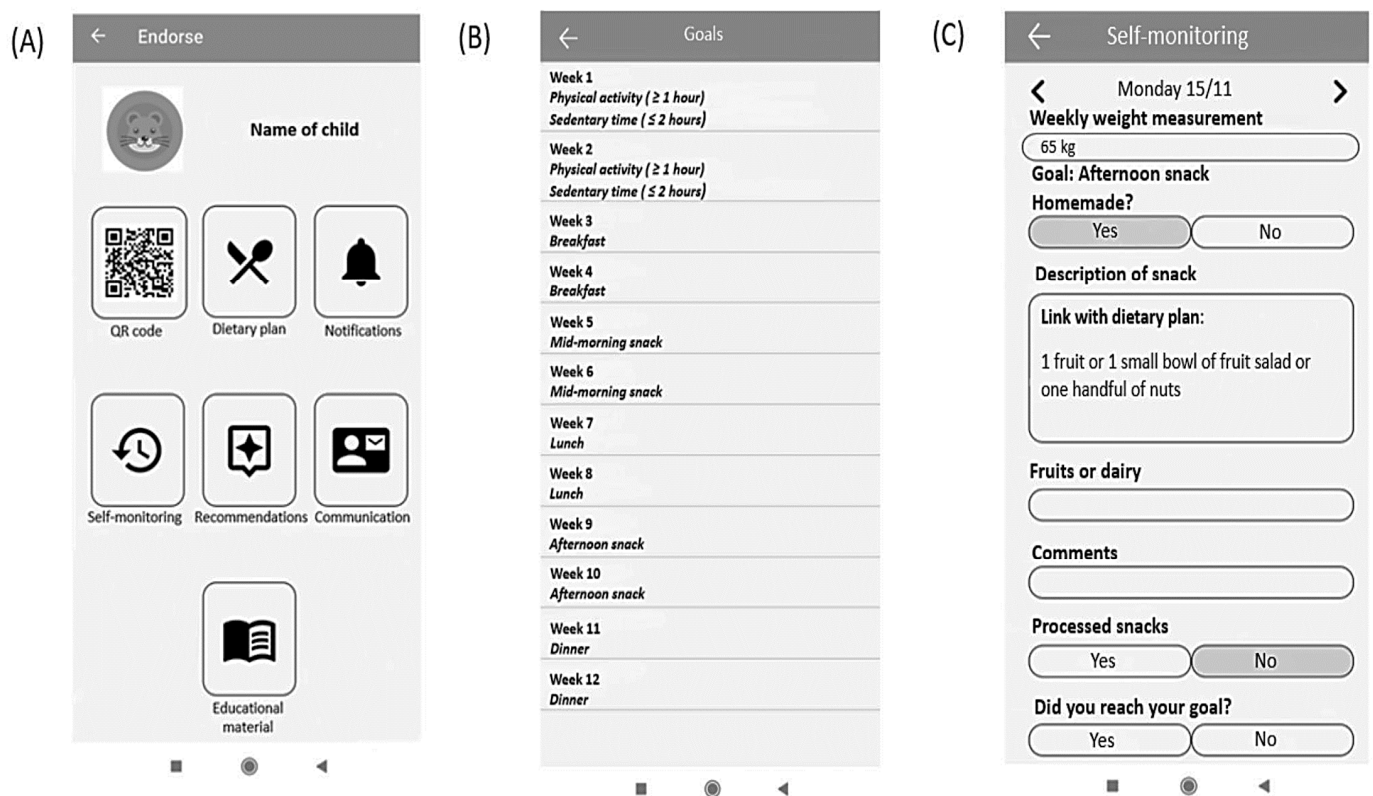 (A)
Endorse
Name of child
QR code
Dietary plan
Notifications
Self-monitoring
Recommendations
Communication
Educational
material
(B)
Goals
Week 1
Physical activity ( ≥ 1 hour)
Sedentary time ( ≤ 2 hours)
Week 2
Physical activity ( ≥ 1 hour)
Sedentary time ( ≤ 2 hours)
Week 3
Breakfast
Week 4
Breakfast
Week 5
Mid-morning snack
Week 6
Mid-morning snack
Week 7
Lunch
Week 8
Lunch
Week 9
Afternoon snack
Week 10
Afternoon snack
Week 11
Dinner
Week 12
Dinner
(C)
Self-monitoring
Monday 15/11
Weekly weight measurement
65 kg
Goal: Afternoon snack
Homemade?
Yes
No
Description of snack
Link with dietary plan:
1 fruit or 1 small bowl of fruit salad or
one handful of nuts
Fruits or dairy
Comments
Processed snacks
Yes
No
Did you reach your goal?
Yes
No